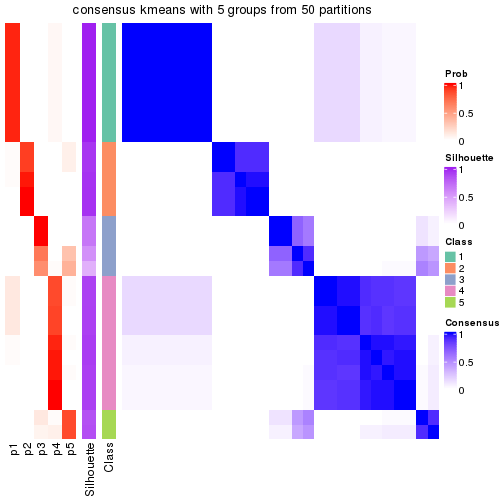 consensus kmeans with 5 groups from 50 partitions
Prob
1
0.5
0
Silhouette
1
0.5
0
Class
1
2
3
4
5
Consensus
1
0.5
0
p1
p2
p3
p4
p5
Silhouette
Class